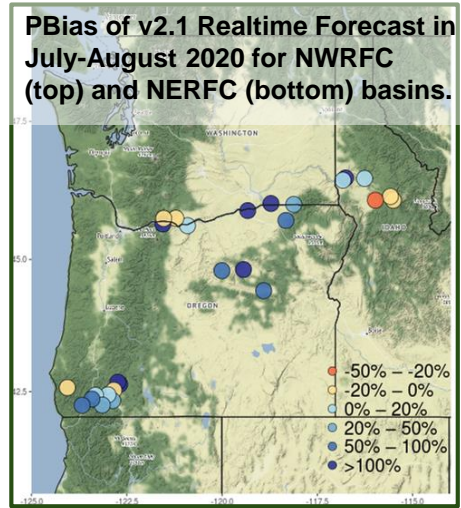 PBias of v2.1 Realtime Forecast in
July-August 2020 for NWRFC
(top) and NERFC (bottom) basins.
WASHINGTON
47.5
IDAHO
45.0
OREGON
-50% – -20%
-20% – 0%
0% – 20%
20% – 50%
50% – 100%
>100%
42.5
-125.0 -122.5 -120.0 -117.5 -115.0